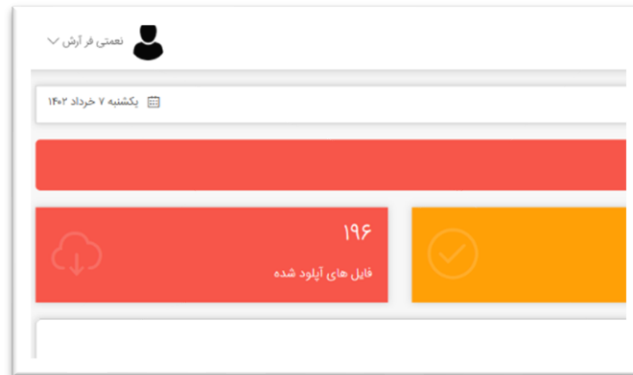 نعمتی فر آرش
یکشنبه ۷ خرداد ۱۴۰۲
۱۹۶
فایل های آپلود شده